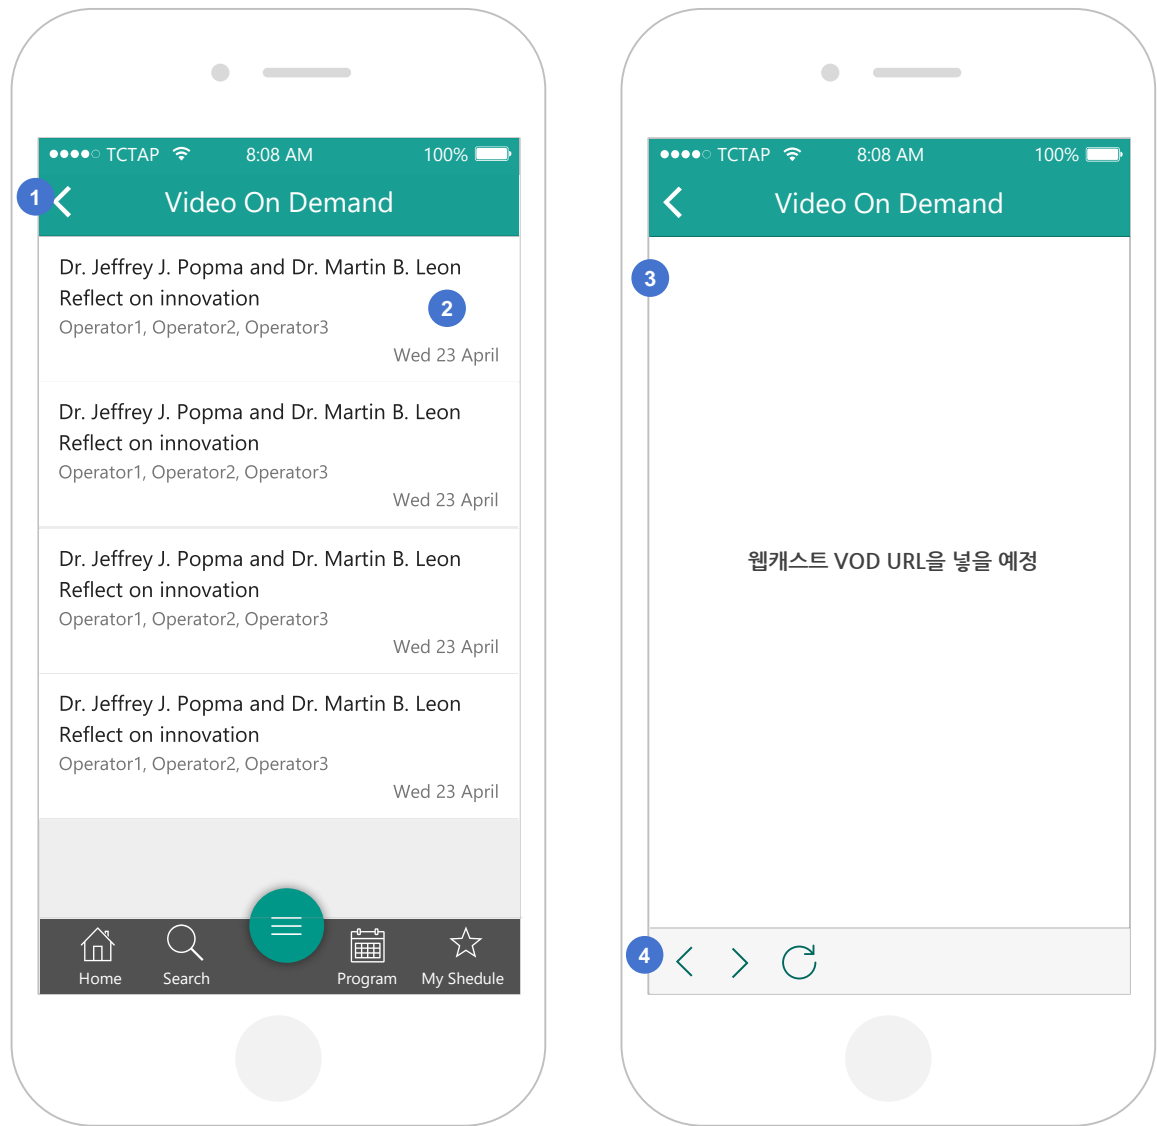 TCTAP 8:08 AM 100%
1
Video On Demand
Dr. Jeffrey J. Popma and Dr. Martin B. Leon
Reflect on innovation
2
Operator1, Operator2, Operator3
Wed 23 April
Dr. Jeffrey J. Popma and Dr. Martin B. Leon
Reflect on innovation
Operator1, Operator2, Operator3
Wed 23 April
Dr. Jeffrey J. Popma and Dr. Martin B. Leon
Reflect on innovation
Operator1, Operator2, Operator3
Wed 23 April
Dr. Jeffrey J. Popma and Dr. Martin B. Leon
Reflect on innovation
Operator1, Operator2, Operator3
Wed 23 April
Home Search Program My Shedule
TCTAP 8:08 AM 100%
Video On Demand
3
웹캐스트 VOD URL을 넣을 예정
4